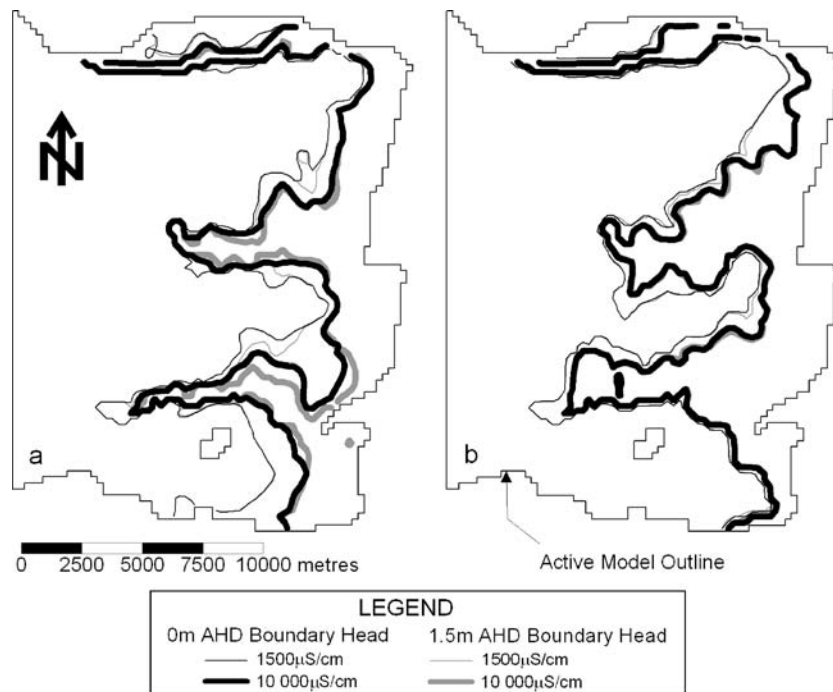 N
a
b
0 2500 5000 7500 10000 metres
Active Model Outline
LEGEND
0m AHD Boundary Head 1.5m AHD Boundary Head
1500µS/cm 1500µS/cm
10 000µS/cm 10 000µS/cm